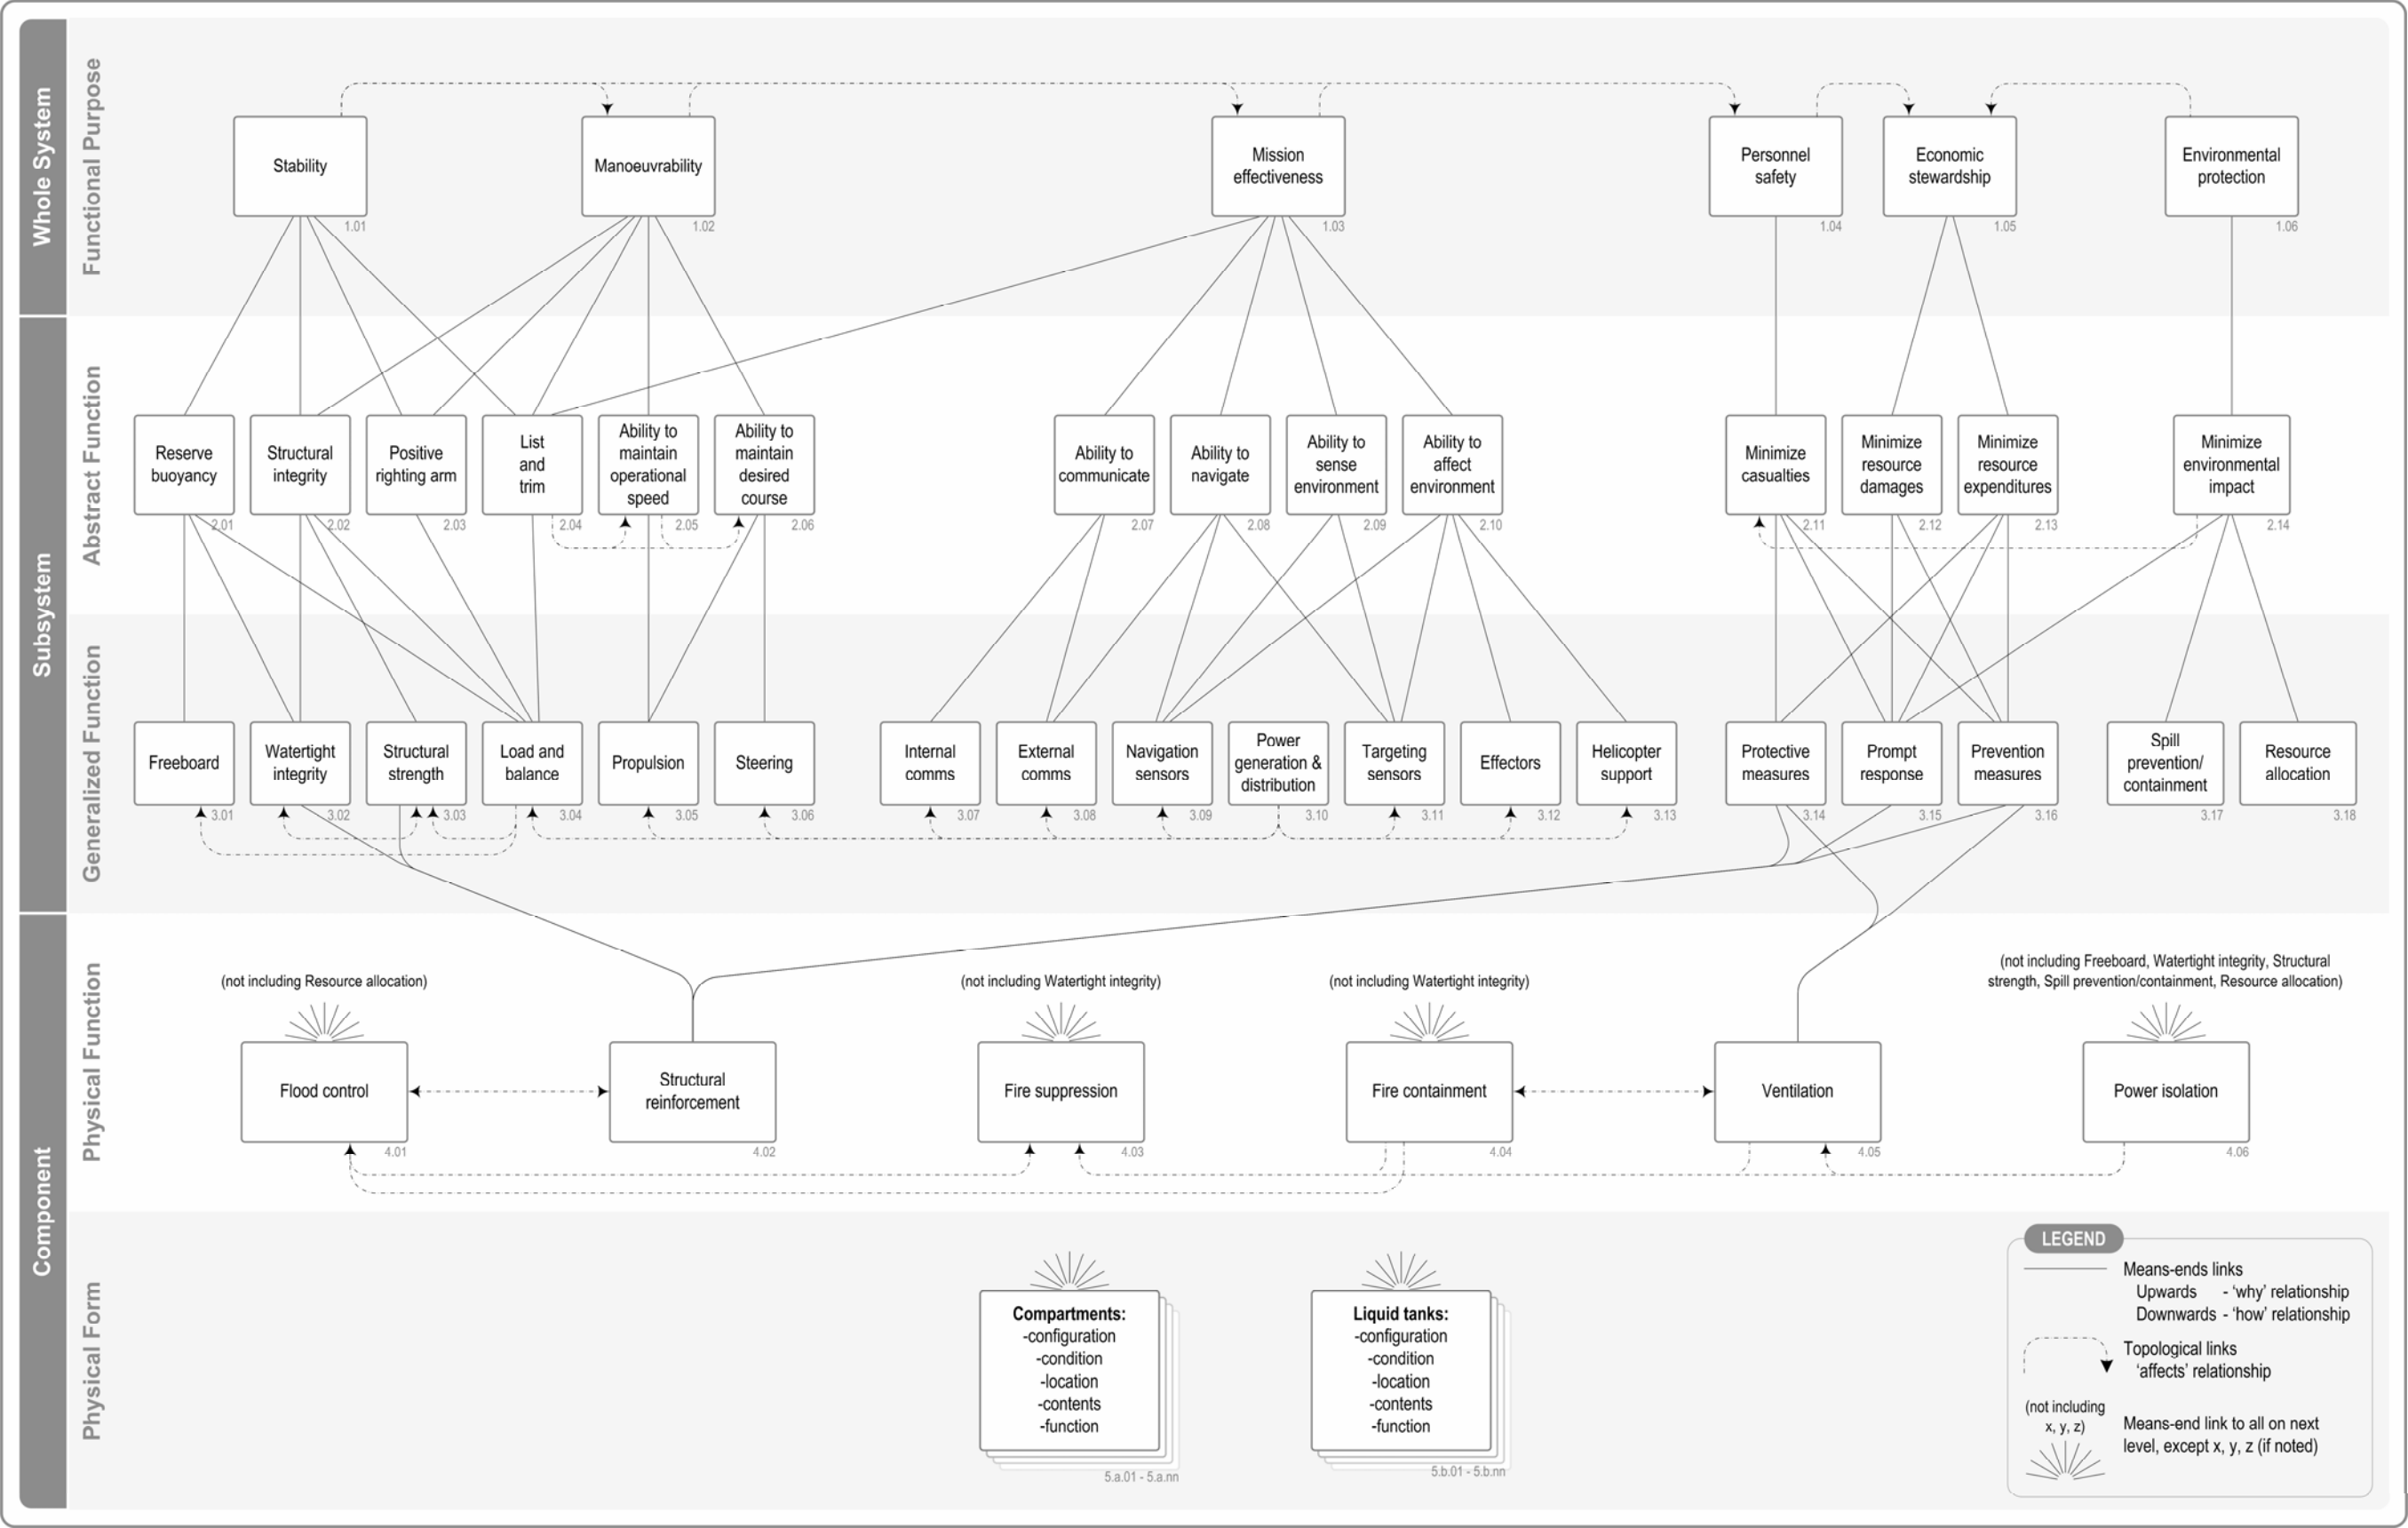 Whole System
Functional Purpose
Stability
1.01
Manoeuvrability
1.02
Mission
effectiveness
1.03
Personnel
safety
1.04
Economic
stewardship
1.05
Environmental
protection
1.06
Subsystem
Abstract Function
Reserve
buoyancy
2.01
Structural
integrity
2.02
Positive
righting arm
2.03
List
and
trim
2.04
Ability to
maintain
operational
speed
2.05
Ability to
maintain
desired
course
2.06
Ability to
communicate
2.07
Ability to
navigate
2.08
Ability to
sense
environment
2.09
Ability to
affect
environment
2.10
Minimize
casualties
2.11
Minimize
resource
damages
2.12
Minimize
resource
expenditures
2.13
Minimize
environmental
impact
2.14
Generalized Function
Freeboard
3.01
Watertight
integrity
3.02
Structural
strength
3.03
Load and
balance
3.04
Propulsion
3.05
Steering
3.06
Internal
comms
3.07
External
comms
3.08
Navigation
sensors
3.09
Power
generation &
distribution
3.10
Targeting
sensors
3.11
Effectors
3.12
Helicopter
support
3.13
Protective
measures
3.14
Prompt
response
3.15
Prevention
measures
3.16
Spill
prevention/
containment
3.17
Resource
allocation
3.18
Component
Physical Function
(not including Resource allocation)
Flood control
4.01
Structural
reinforcement
4.02
(not including Watertight integrity)
Fire suppression
4.03
(not including Watertight integrity)
Fire containment
4.04
Ventilation
4.05
(not including Freeboard, Watertight integrity, Structural
strength, Spill prevention/containment, Resource allocation)
Power isolation
4.06
Physical Form
Compartments:
-configuration
-condition
-location
-contents
-function
5.a.01 - 5.a.nn
Liquid tanks:
-configuration
-condition
-location
-contents
-function
5.b.01 - 5.b.nn
LEGEND
Means-ends links
Upwards - 'why' relationship
Downwards - 'how' relationship
Topological links
'affects' relationship
(not including
x, y, z)
Means-end link to all on next
level, except x, y, z (if noted)